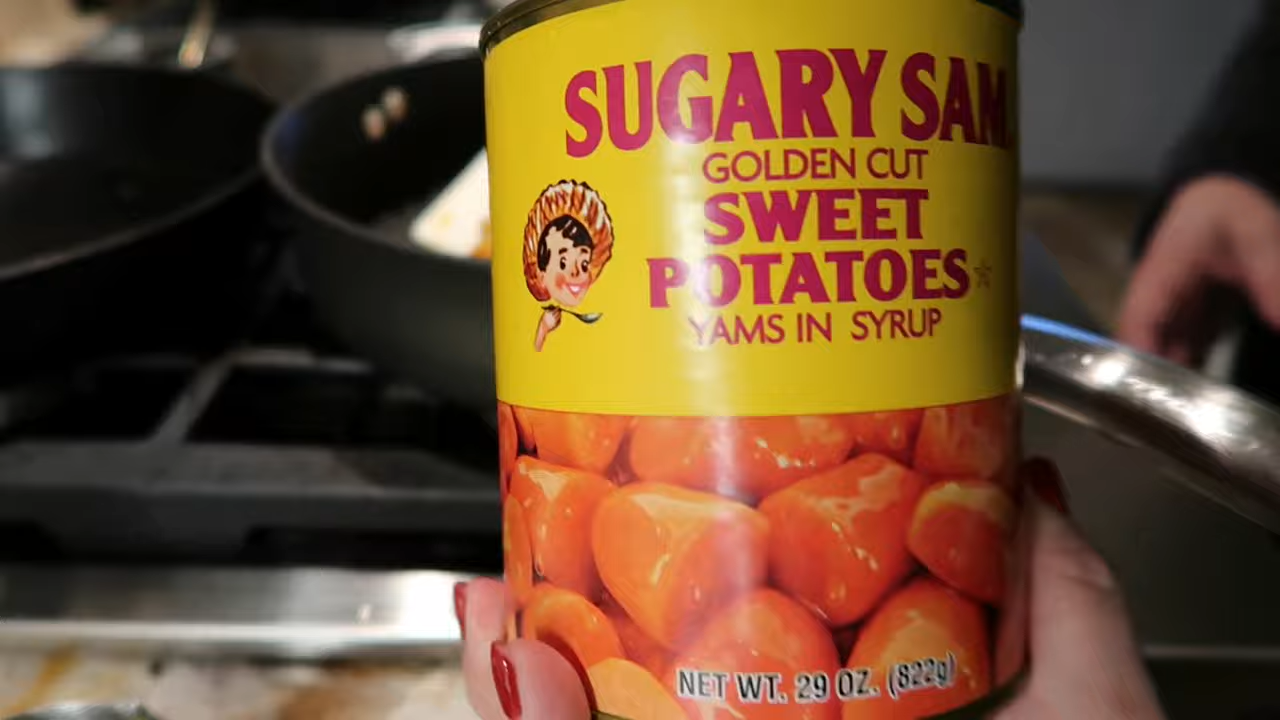 SUGARY SAM
GOLDEN CUT
SWEET
POTATOES
YAMS IN SYRUP
NET WT. 29 OZ. (822g)